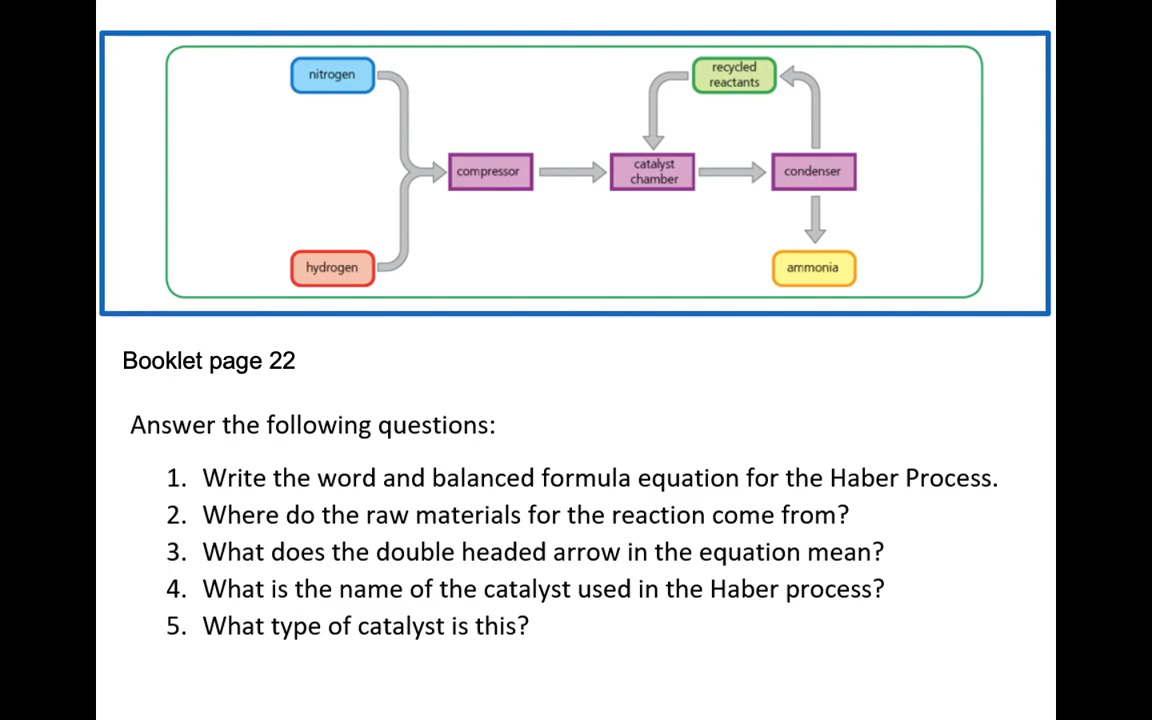 nitrogen
recycled
reactants
compressor
catalyst
chamber
condenser
hydrogen
ammonia
Booklet page 22
Answer the following questions:
1. Write the word and balanced formula equation for the Haber Process.
2. Where do the raw materials for the reaction come from?
3. What does the double headed arrow in the equation mean?
4. What is the name of the catalyst used in the Haber process?
5. What type of catalyst is this?